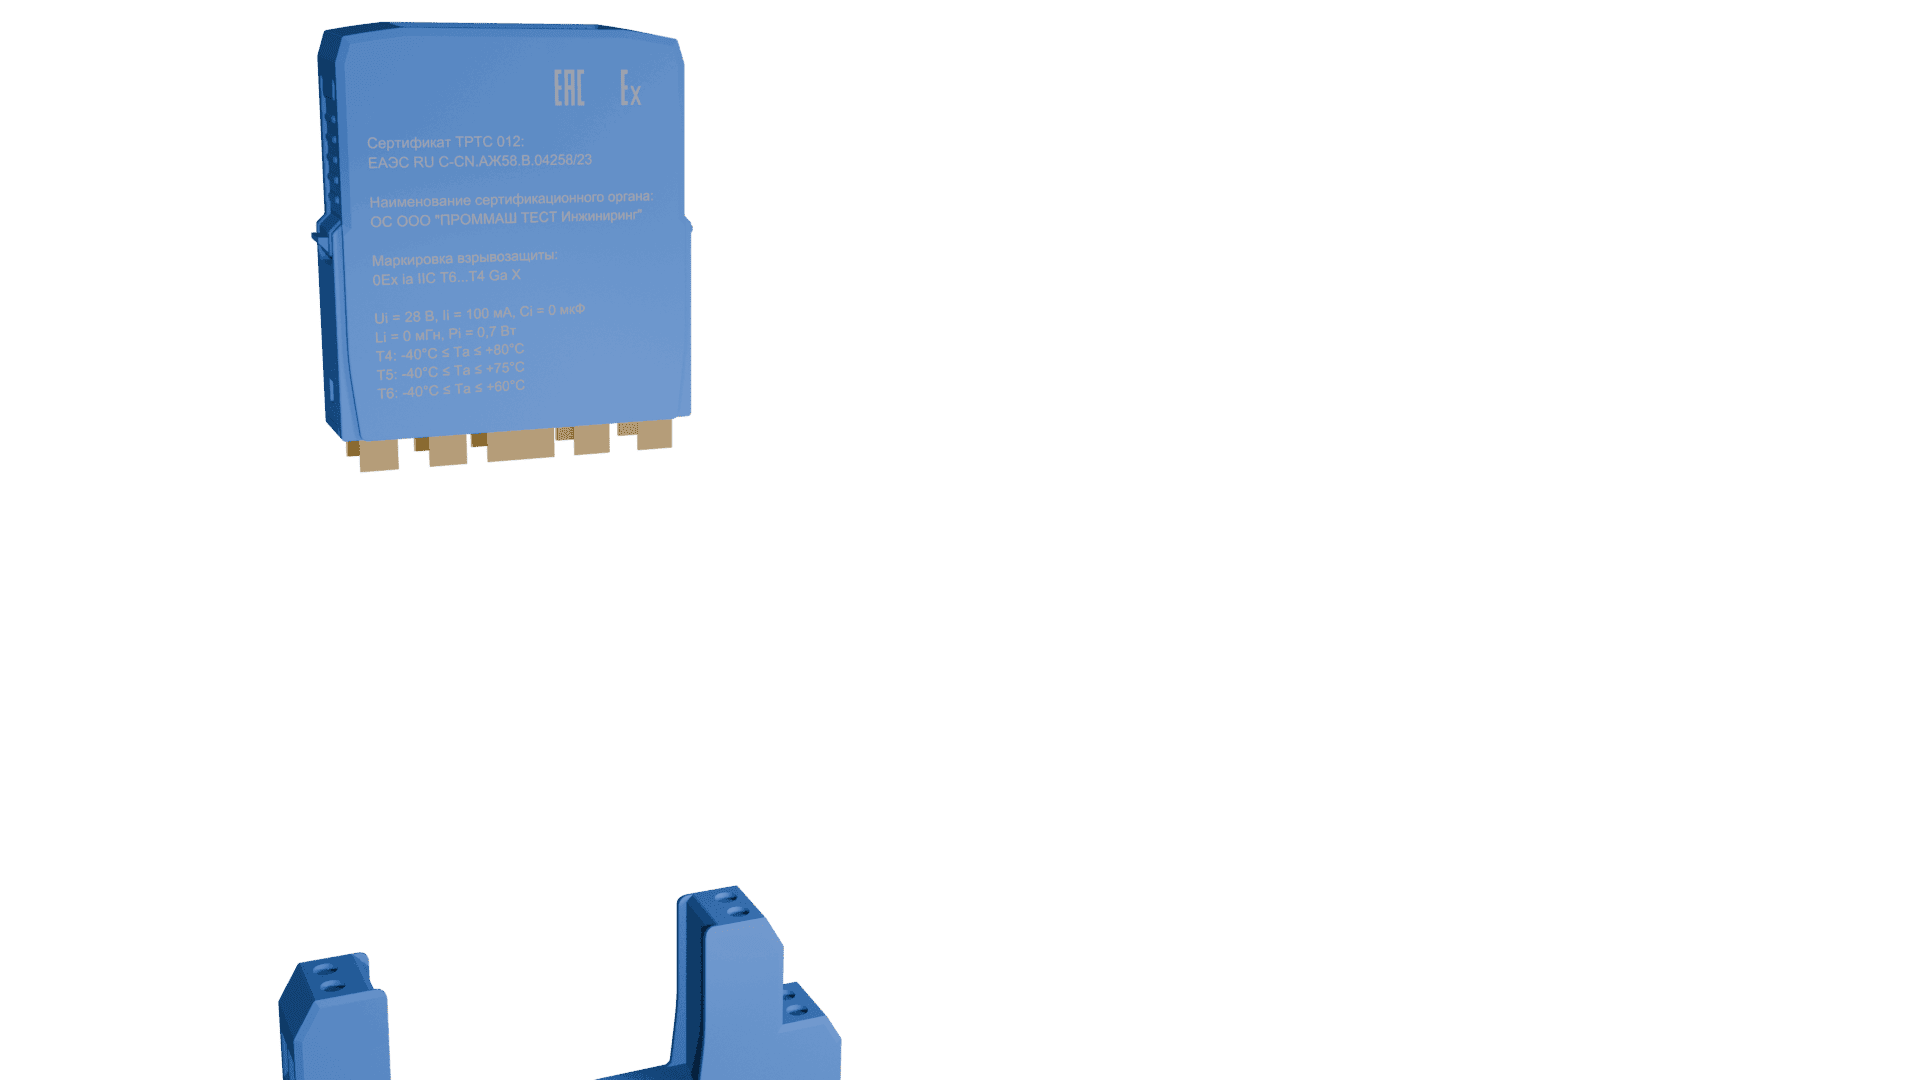 EAC Ex
Сертификат ТРТС 012:
ЕАЭС RU C-CN.АЖ58.В.04258/23
Наименование сертификационного органа:
ОС ООО "ПРОММАШ ТЕСТ Инжиниринг"
Маркировка взрывозащиты:
0Ex ia IIC T6...T4 Ga X
Ui = 28 В, Ii = 100 мА, Ci = 0 мкФ
Li = 0 мГн, Pi = 0,7 Вт
T4: -40°C ≤ Ta ≤ +80°C
T5: -40°C ≤ Ta ≤ +75°C
T6: -40°C ≤ Ta ≤ +60°C